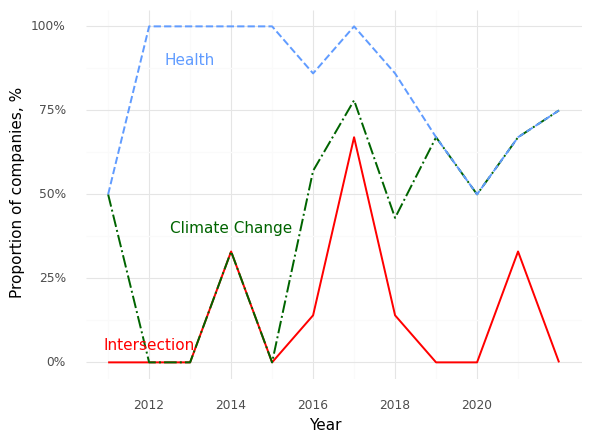 100%
Health
75%
50%
Climate Change
25%
Intersection
0%
2012 2014 2016 2018 2020
Year
Proportion of companies, %